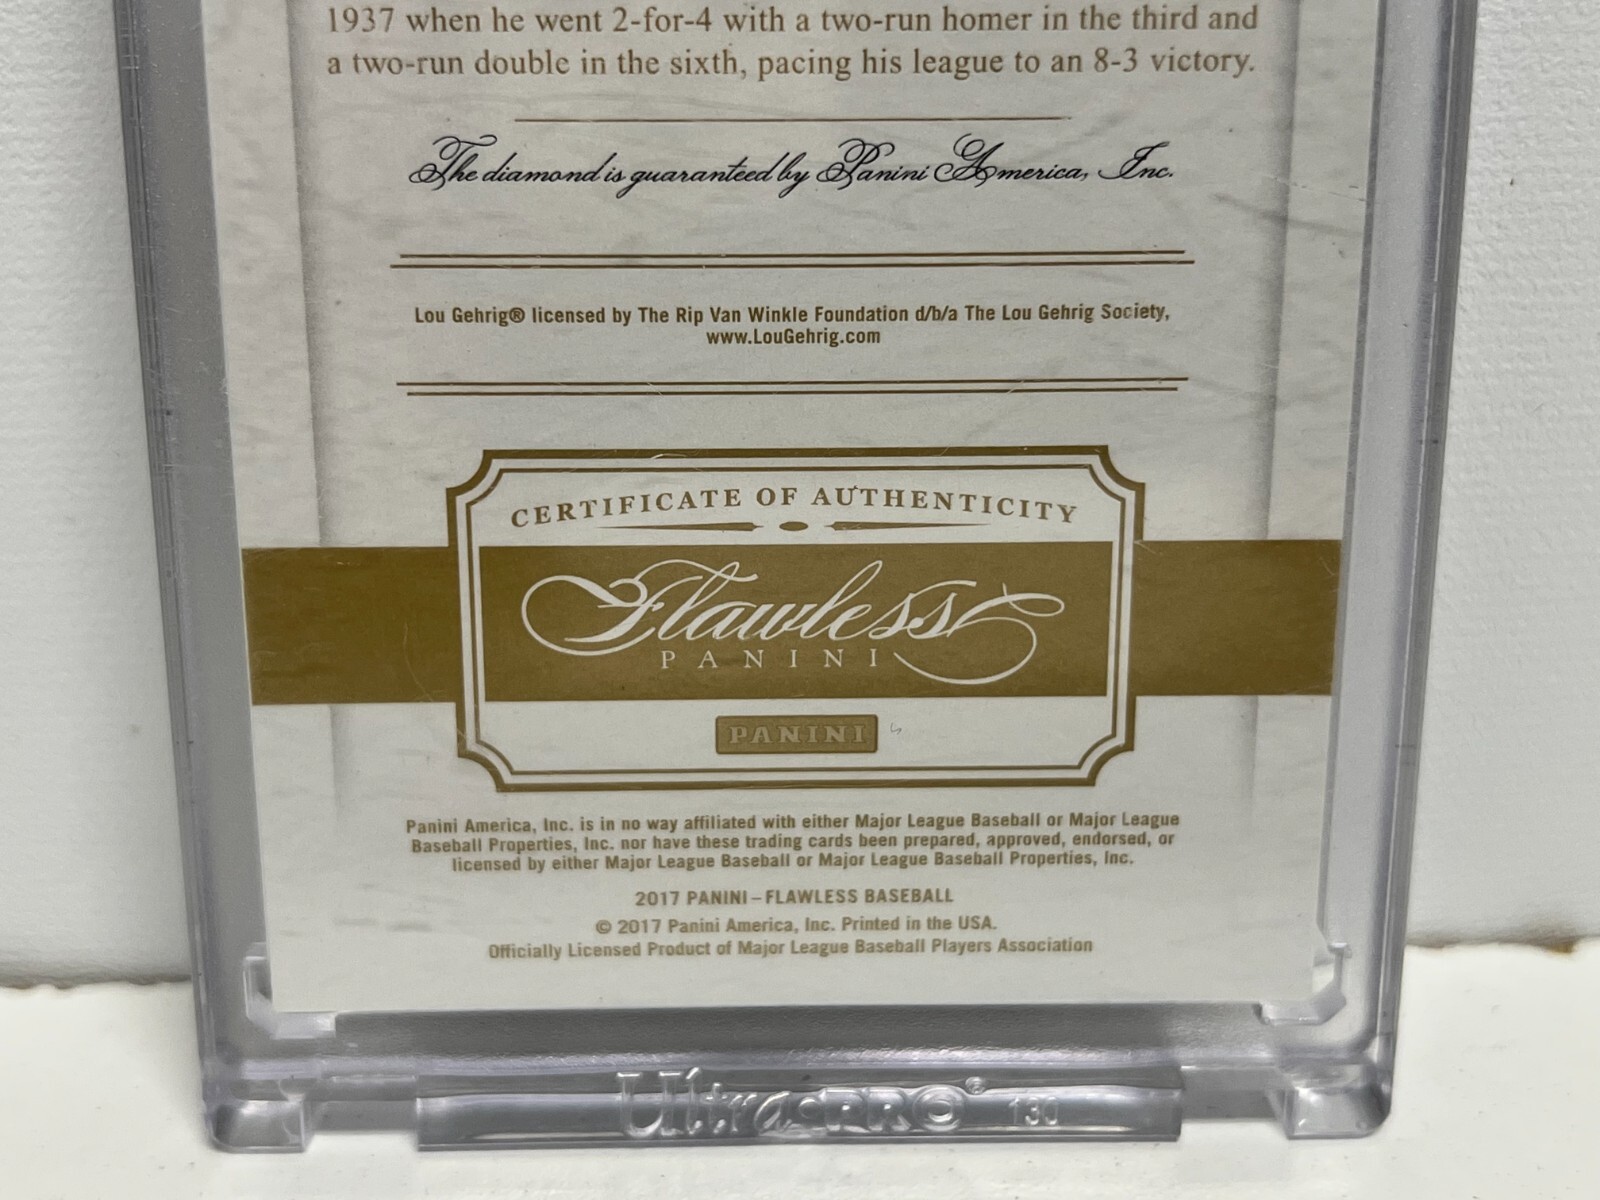 1937 when he went 2-for-4 with a two-run homer in the third and
a two-run double in the sixth, pacing his league to an 8-3 victory.
The diamond is guaranteed by Panini America, Inc.
Lou Gehrig® licensed by The Rip Van Winkle Foundation d/b/a The Lou Gehrig Society,
www.LouGehrig.com
CERTIFICATE OF AUTHENTICITY
Flawless
PANINI
PANINI
Panini America, Inc. is in no way affiliated with either Major League Baseball or Major League
Baseball Properties, Inc. nor have these trading cards been prepared, approved, endorsed, or
licensed by either Major League Baseball or Major League Baseball Properties, Inc.
2017 PANINI – FLAWLESS BASEBALL
© 2017 Panini America, Inc. Printed in the USA.
Officially Licensed Product of Major League Baseball Players Association
Ultra PRO® 130